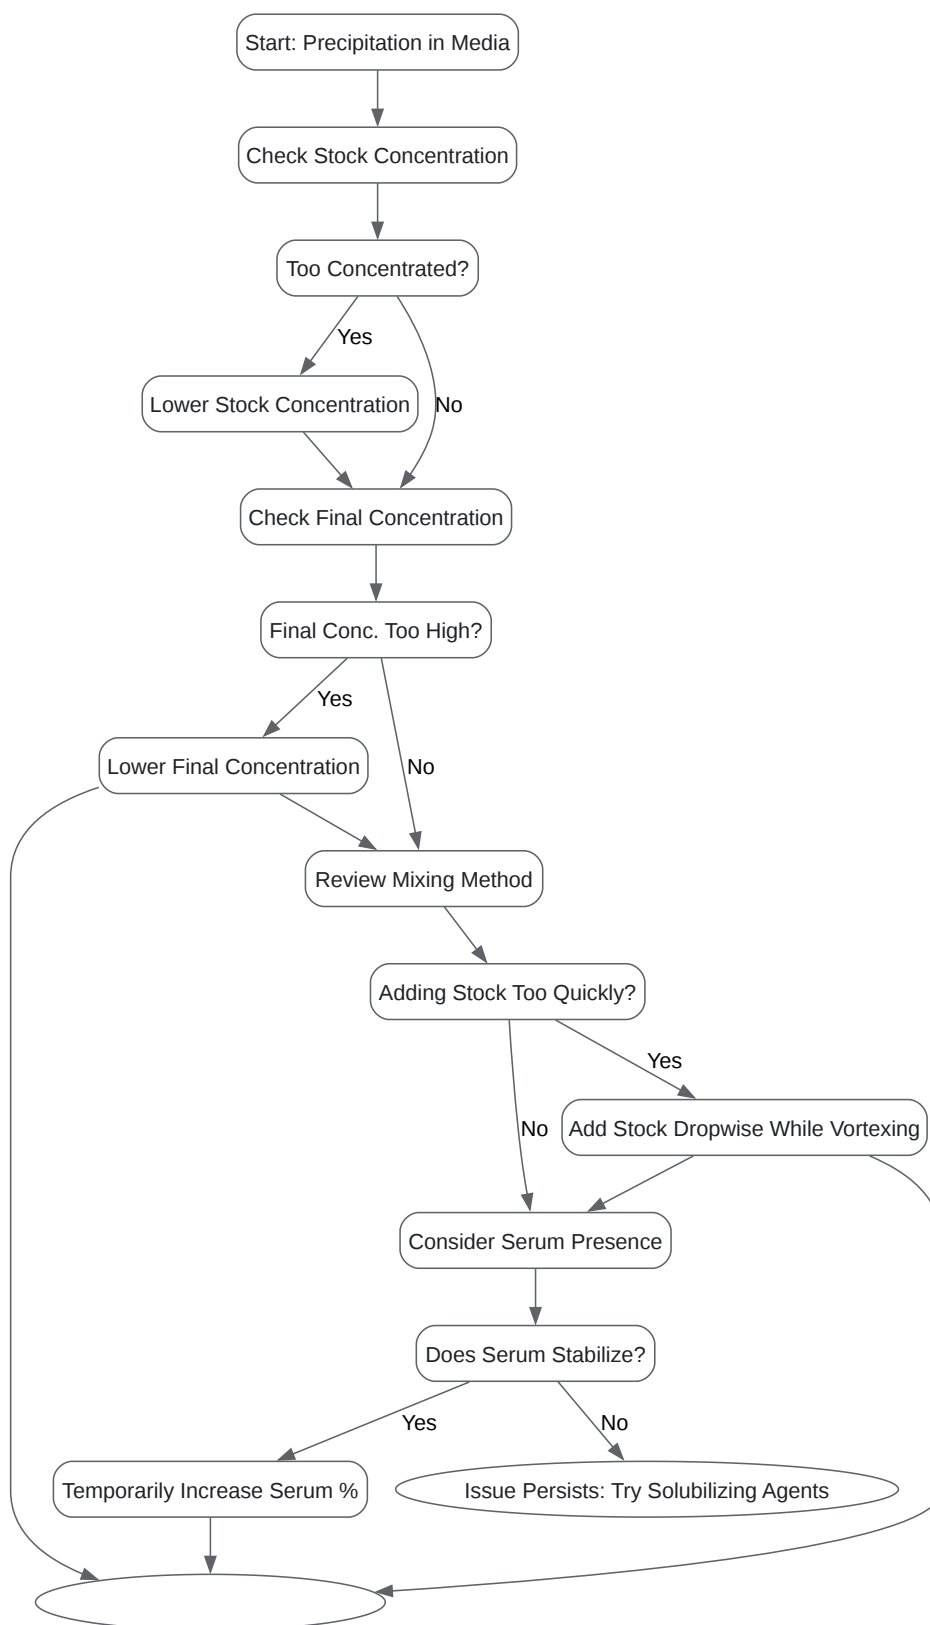 Start: Precipitation in Media
Check Stock Concentration
Too Concentrated?
Yes
Lower Stock Concentration
No
Check Final Concentration
Final Conc. Too High?
Yes
Lower Final Concentration
No
Review Mixing Method
Adding Stock Too Quickly?
Yes
No
Add Stock Dropwise While Vortexing
Consider Serum Presence
Does Serum Stabilize?
Yes
No
Temporarily Increase Serum %
Issue Persists: Try Solubilizing Agents